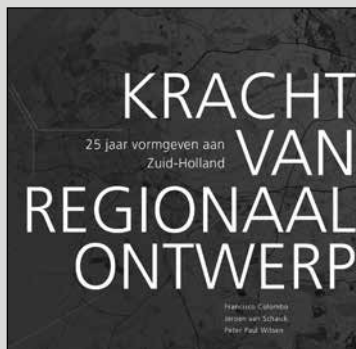 KRACHT
25 jaar vormgeven aan
Zuid-Holland
VAN
REGIONAAL
ONTWERP
Francisco Colombo
Jeroen van Schaick
Peter Paul Witsen